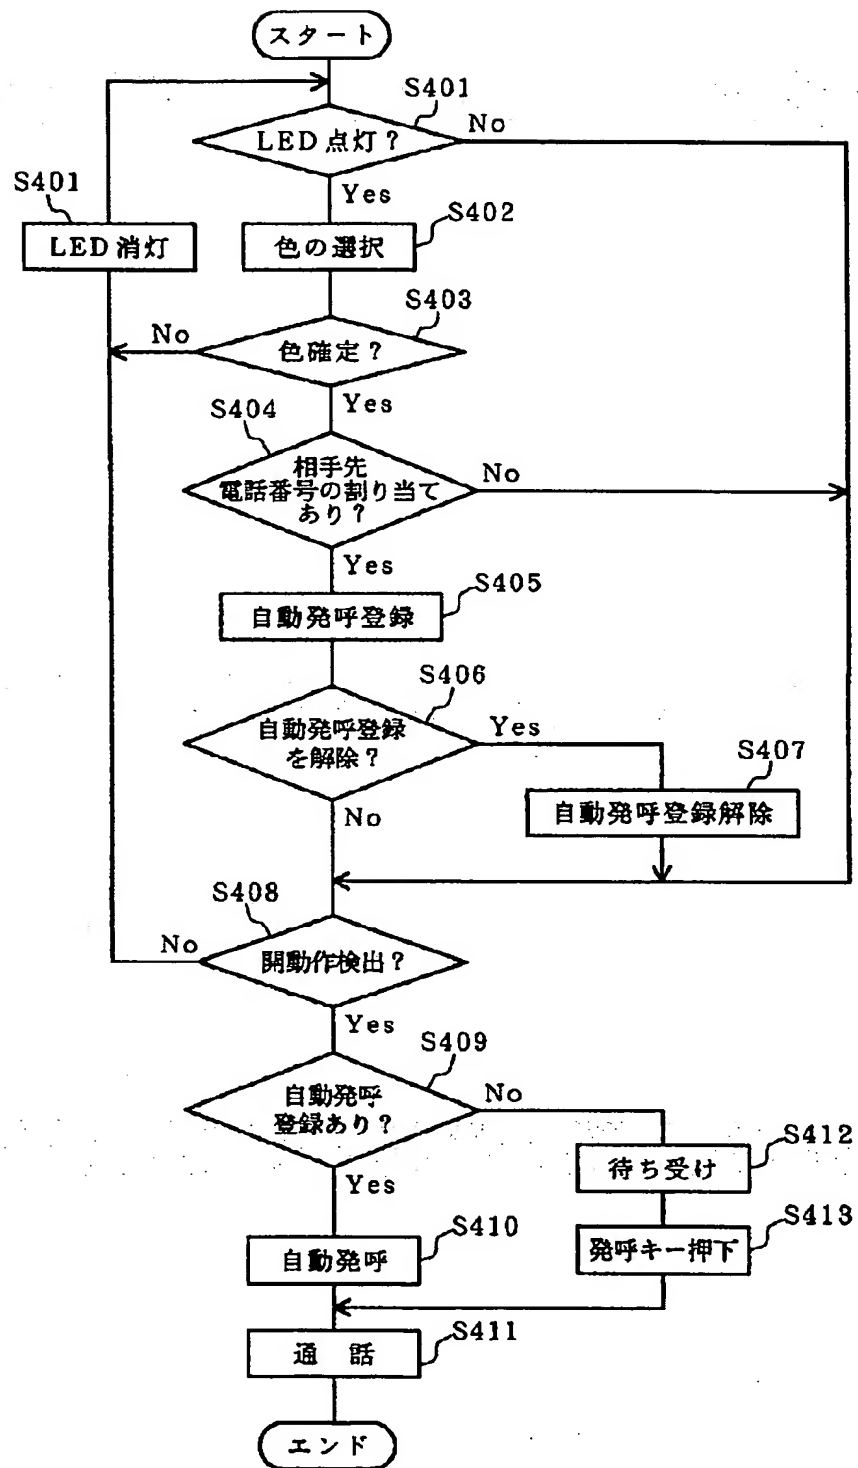 スタート
S401
LED点灯?
No
Yes
S401
LED消灯
S402
色の選択
S403
色確定?
No
Yes
S404
相手先
電話番号の割り当て
あり?
No
Yes
S405
自動発呼登録
S406
自動発呼登録
を解除?
Yes
No
S407
自動発呼登録解除
S408
開動作検出?
No
Yes
S409
自動発呼
登録あり?
No
Yes
S412
待ち受け
S413
発呼キー押下
S410
自動発呼
S411
通 話
エンド